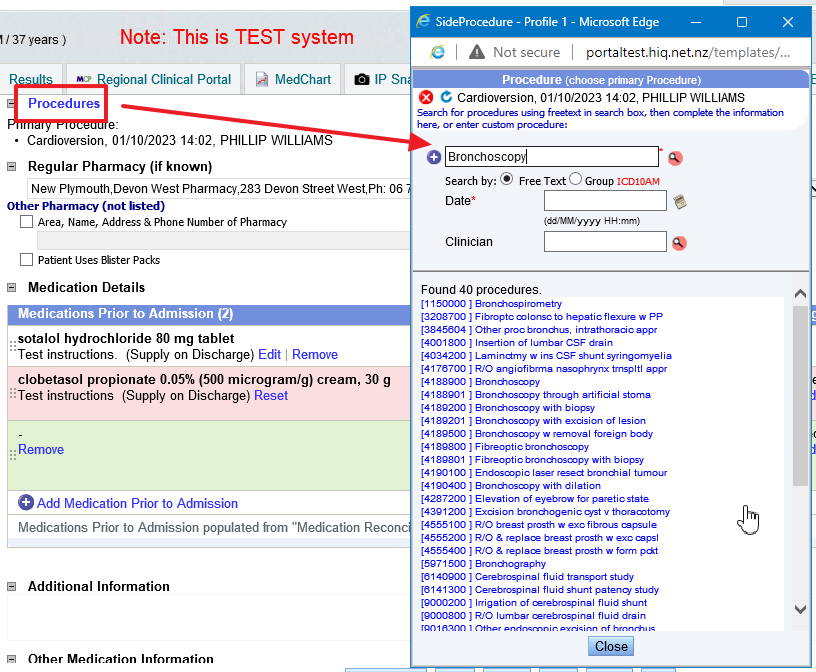 M / 37 years )
Note: This is TEST system
Results
MCP Regional Clinical Portal
MedChart
IP Sna
Procedures
Primary Procedure:
• Cardioversion, 01/10/2023 14:02, PHILLIP WILLIAMS
Regular Pharmacy (if known)
New Plymouth,Devon West Pharmacy,283 Devon Street West,Ph: 06 7
Other Pharmacy (not listed)
Area, Name, Address & Phone Number of Pharmacy
Patient Uses Blister Packs
Medication Details
Medications Prior to Admission (2)
sotalol hydrochloride 80 mg tablet
Test instructions. (Supply on Discharge) Edit | Remove
clobetasol propionate 0.05% (500 microgram/g) cream, 30 g
Test instructions (Supply on Discharge) Reset
-
Remove
Add Medication Prior to Admission
Medications Prior to Admission populated from "Medication Reconci
Additional Information
Other Medication Information
SideProcedure - Profile 1 - Microsoft Edge
Not secure
portaltest.hiq.net.nz/templates/...
Procedure (choose primary Procedure)
Cardioversion, 01/10/2023 14:02, PHILLIP WILLIAMS
Search for procedures using freetext in search box, then complete the information
here, or enter custom procedure:
Bronchoscopy *
Search by: Free Text Group ICD10AM
Date*
(dd/MM/yyyy HH:mm)
Clinician
Found 40 procedures.
[1150000 ] Bronchospirometry
[3208700 ] Fibroptc colonsc to hepatic flexure w PP
[3845604 ] Other proc bronchus, intrathoracic appr
[4001800 ] Insertion of lumbar CSF drain
[4034200 ] Laminctmy w ins CSF shunt syringomyelia
[4176700 ] R/O angiofibrma nasophrynx trnspltl appr
[4188900 ] Bronchoscopy
[4188901 ] Bronchoscopy through artificial stoma
[4189200 ] Bronchoscopy with biopsy
[4189201 ] Bronchoscopy with excision of lesion
[4189500 ] Bronchoscopy w removal foreign body
[4189800 ] Fibreoptic bronchoscopy
[4189801 ] Fibreoptic bronchoscopy with biopsy
[4190100 ] Endoscopic laser resect bronchial tumour
[4190400 ] Bronchoscopy with dilation
[4287200 ] Elevation of eyebrow for paretic state
[4391200 ] Excision bronchogenic cyst v thoracotomy
[4555100 ] R/O breast prosth w exc fibrous capsule
[4555200 ] R/O & replace breast prosth w exc capsl
[4555400 ] R/O & replace breast prosth w form pckt
[5971500 ] Bronchography
[6140900 ] Cerebrospinal fluid transport study
[6141300 ] Cerebrospinal fluid shunt patency study
[9000200 ] Irrigation of cerebrospinal fluid shunt
[9000800 ] R/O lumbar cerebrospinal fluid drain
[9016300 ] Other endoscopic excision of bronchus
Close